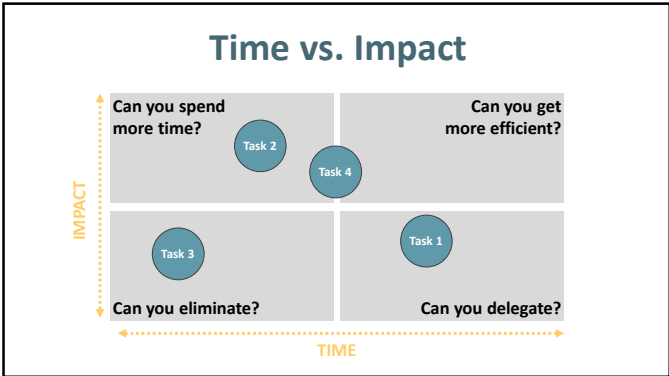 Time vs. Impact
Can you spend
more time?
Can you get
more efficient?
Task 2
Task 4
IMPACT
Task 3
Task 1
Can you eliminate?
Can you delegate?
TIME